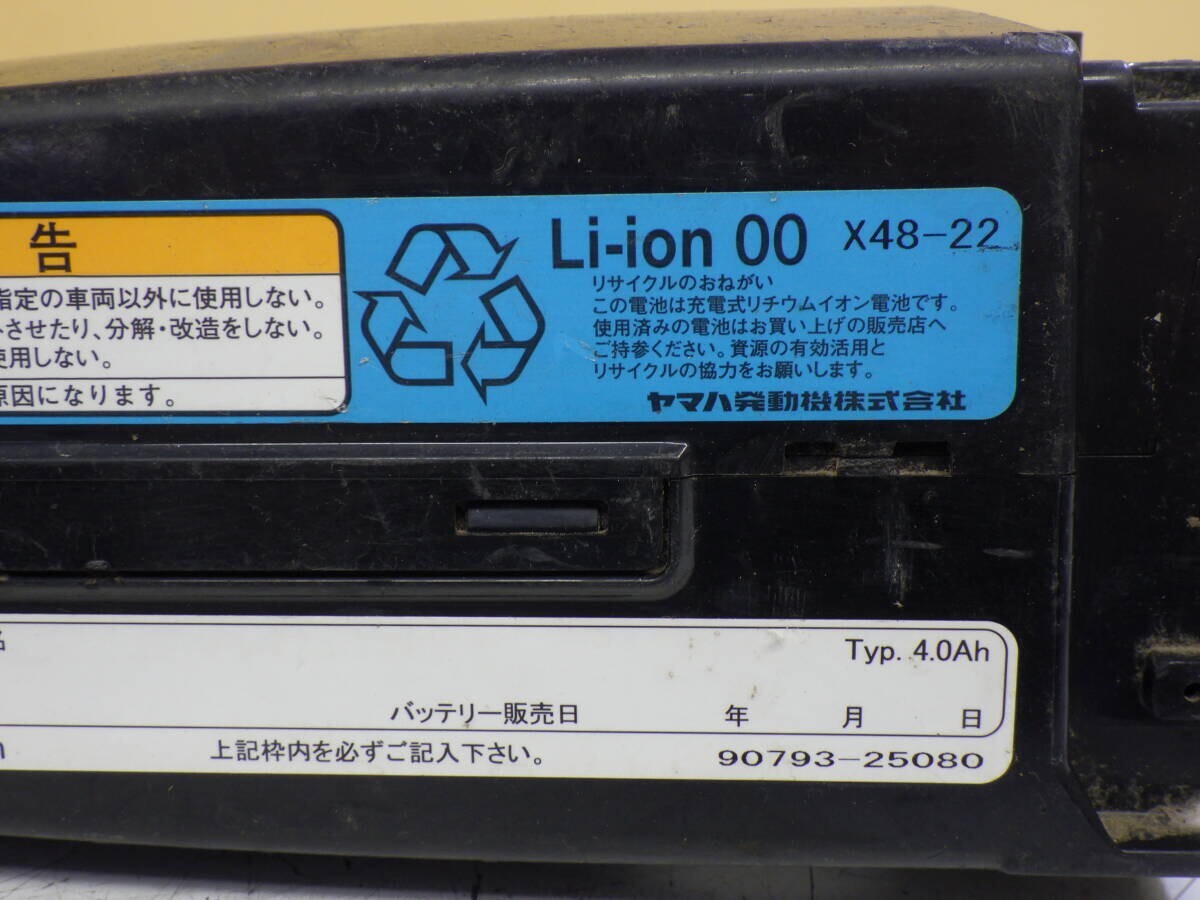 告
指定の車両以外に使用しない。
させたり、分解・改造をしない。
使用しない。
原因になります。
Li-ion 00 X48-22
リサイクルのおねがい
この電池は充電式リチウムイオン電池です。
使用済みの電池はお買い上げの販売店へ
ご持参ください。資源の有効活用と
リサイクルの協力をお願いします。
ヤマハ発動機株式会社
Typ. 4.0Ah
バッテリー販売日 年 月 日
上記枠内を必ずご記入下さい。 90793-25080